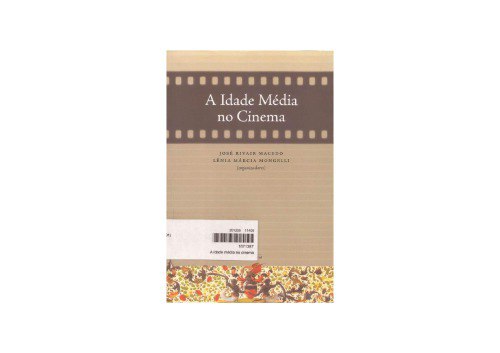 A Idade Média
no Cinema
JOSÉ RIVAIR MACEDO
LÊNIA MÁRCIA MONGELLI
(organizadores)
A idade média no cinema